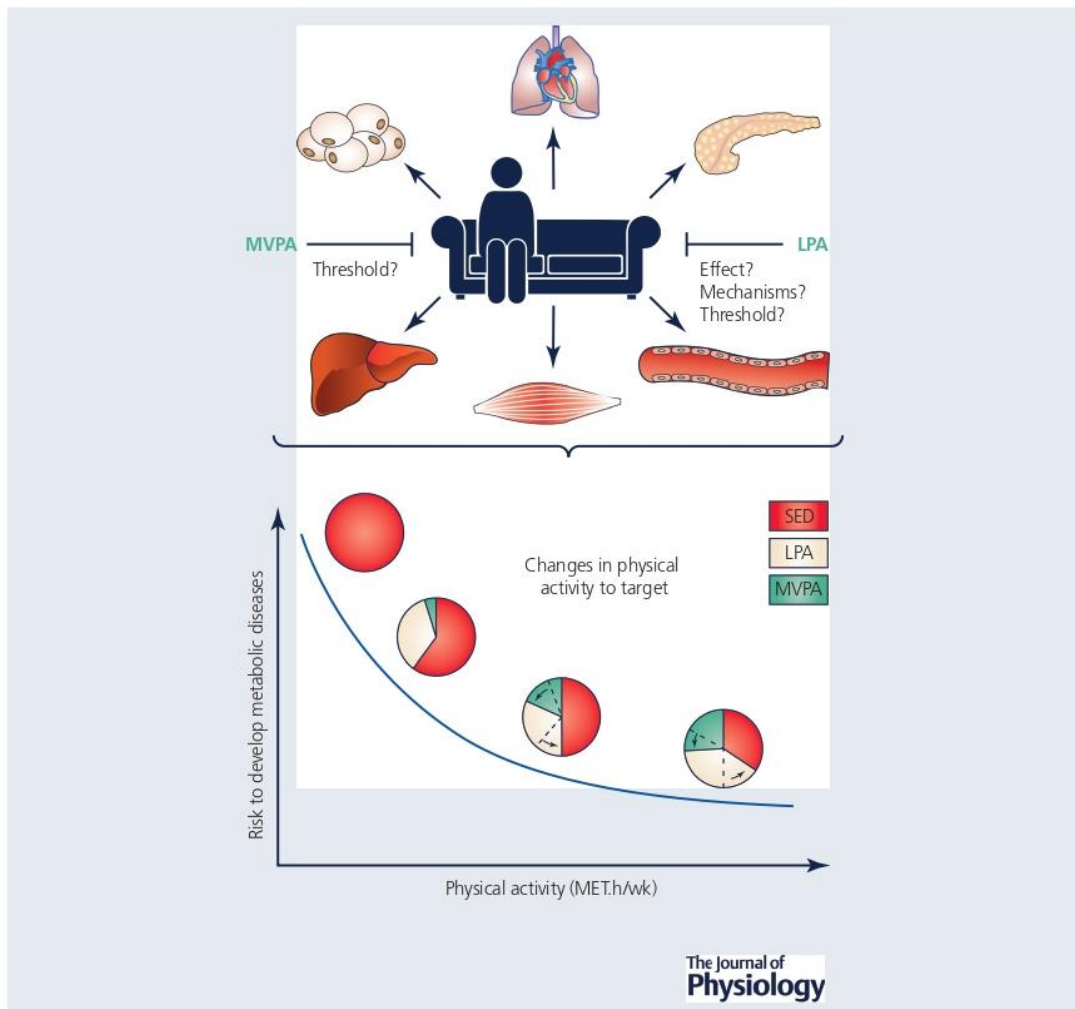 MVPA
Threshold?
LPA
Effect?
Mechanisms?
Threshold?
SED
LPA
MVPA
Changes in physical
activity to target
Risk to develop metabolic diseases
Physical activity (MET.h/wk)
The Journal of
Physiology